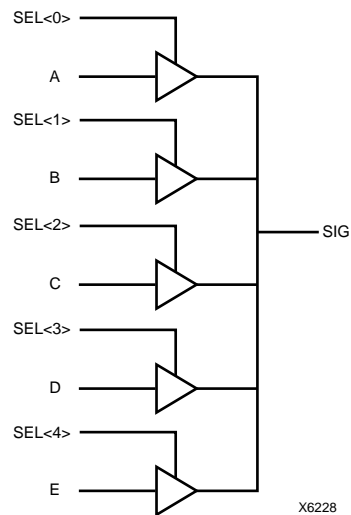 SEL<0>
A
SEL<1>
B
SEL<2>
SIG
C
SEL<3>
D
SEL<4>
E
X6228